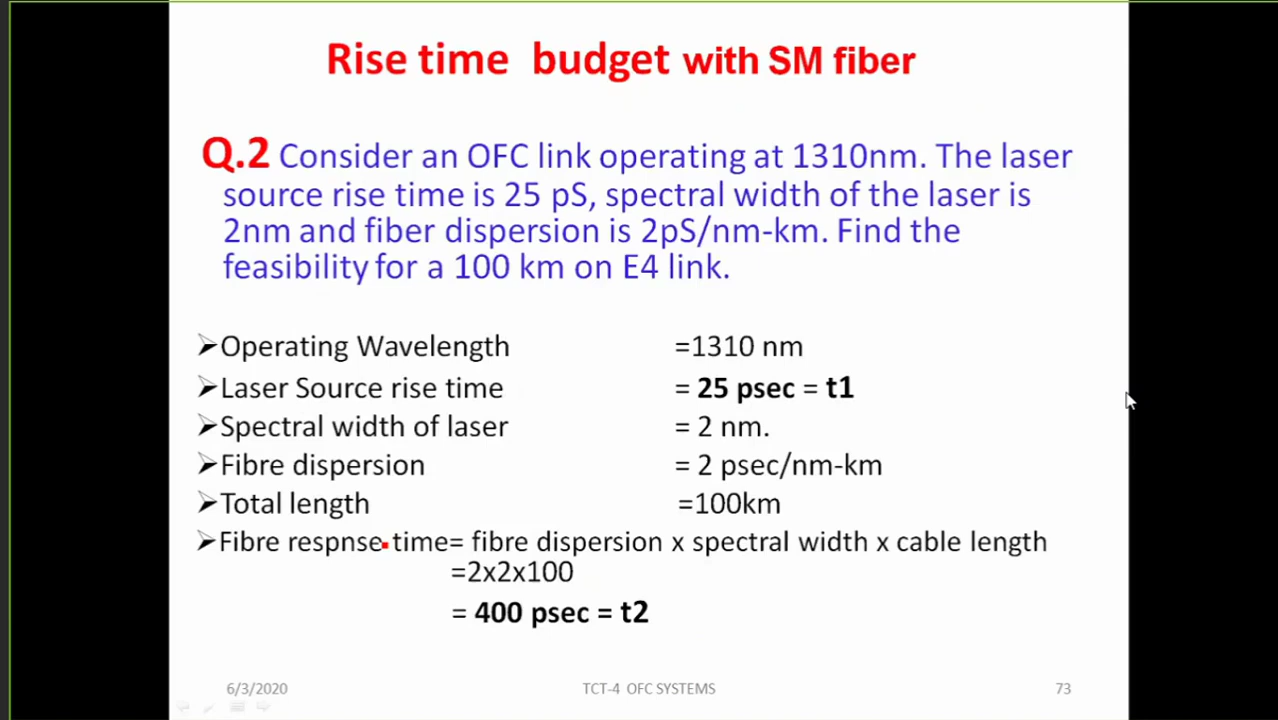 Rise time budget with SM fiber
Q.2 Consider an OFC link operating at 1310nm. The laser
source rise time is 25 pS, spectral width of the laser is
2nm and fiber dispersion is 2pS/nm-km. Find the
feasibility for a 100 km on E4 link.
➢Operating Wavelength =1310 nm
➢Laser Source rise time = 25 psec = t1
➢Spectral width of laser = 2 nm.
➢Fibre dispersion = 2 psec/nm-km
➢Total length =100km
➢Fibre respnse time= fibre dispersion x spectral width x cable length
=2x2x100
= 400 psec = t2
6/3/2020 TCT-4 OFC SYSTEMS 73